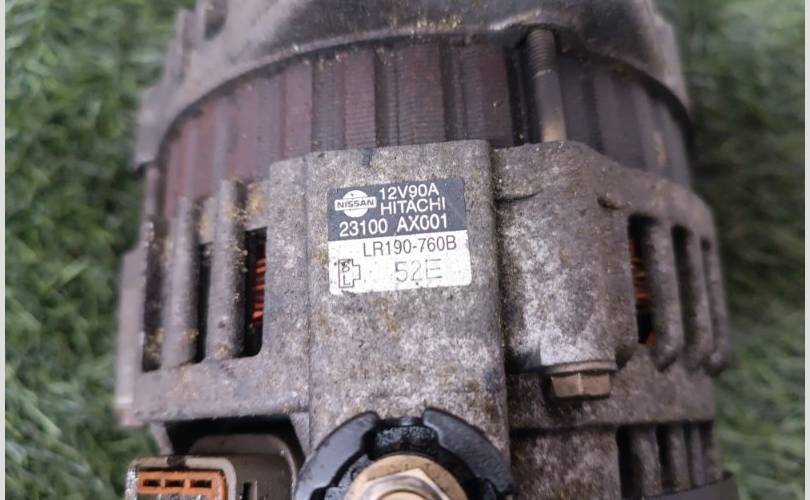 NISSAN
12V90A
HITACHI
23100 AX001
LR190-760B
S
L
52E